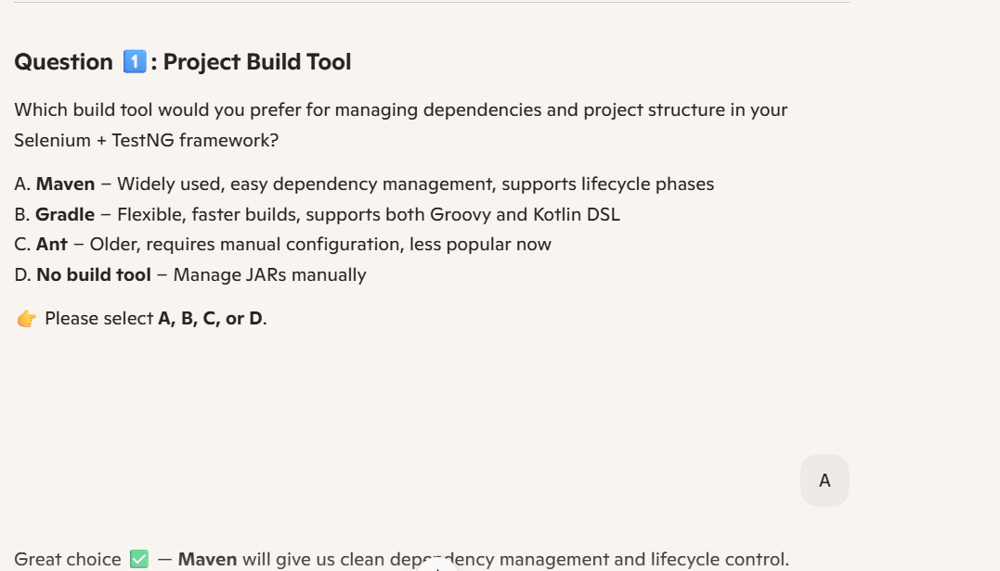 Question 1️⃣ : Project Build Tool
Which build tool would you prefer for managing dependencies and project structure in your
Selenium + TestNG framework?
A. Maven – Widely used, easy dependency management, supports lifecycle phases
B. Gradle – Flexible, faster builds, supports both Groovy and Kotlin DSL
C. Ant – Older, requires manual configuration, less popular now
D. No build tool – Manage JARs manually
👉 Please select A, B, C, or D.
A
Great choice ✅ — Maven will give us clean dependency management and lifecycle control.